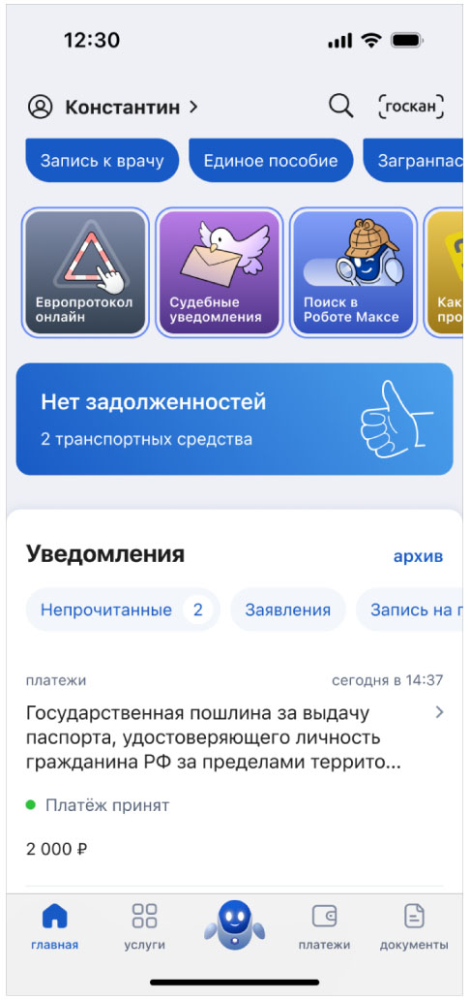 12:30
Константин >
госкан
Запись к врачу
Единое пособие
Загранпас
Европротокол
онлайн
Судебные
уведомления
Поиск в
Роботе Максе
Как
про
Нет задолженностей
2 транспортных средства
Уведомления
архив
Непрочитанные 2
Заявления
Запись на
платежи
сегодня в 14:37
Государственная пошлина за выдачу
паспорта, удостоверяющего личность
гражданина РФ за пределами террито...
Платёж принят
2 000 ₽
главная
услуги
платежи
документы